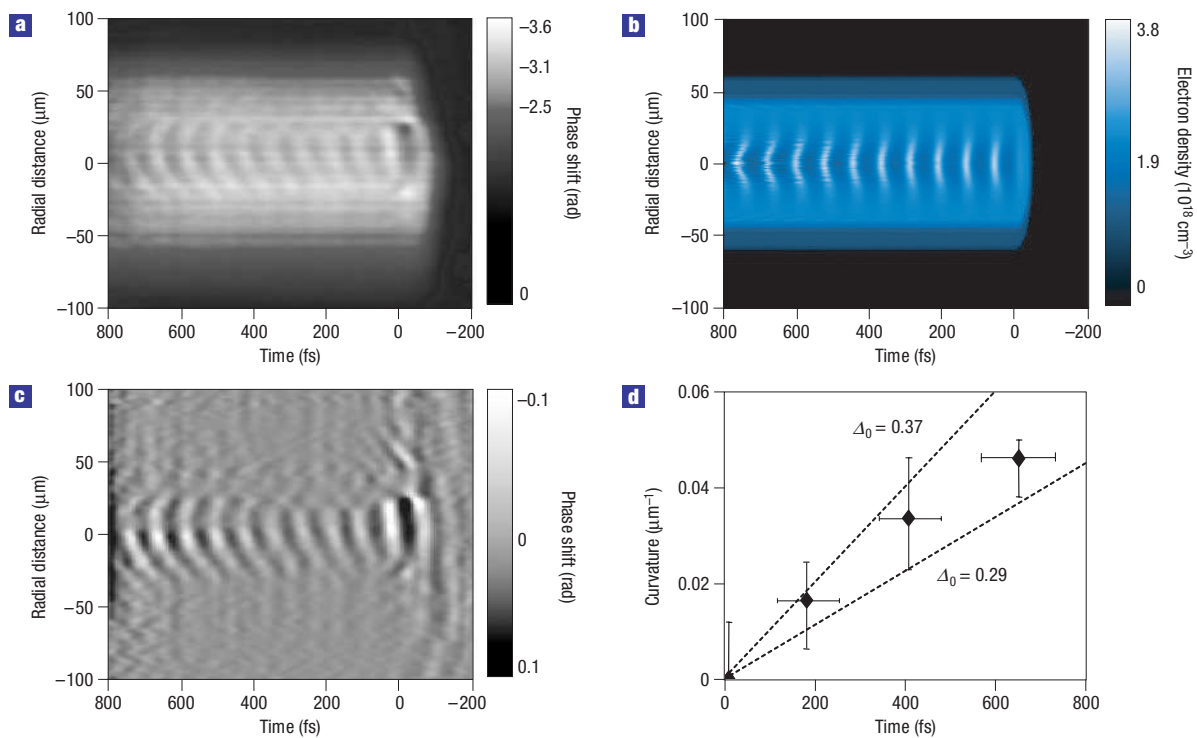 a
100
50
0
−50
−100
Radial distance (μm)
800 600 400 200 0 −200
Time (fs)
−3.6
−3.1
−2.5
0
Phase shift (rad)
b
100
50
0
−50
−100
Radial distance (μm)
800 600 400 200 0 −200
Time (fs)
3.8
1.9
0
Electron density (10¹⁸ cm⁻³)
c
100
50
0
−50
−100
Radial distance (μm)
800 600 400 200 0 −200
Time (fs)
−0.1
0
0.1
Phase shift (rad)
d
0.06
0.04
0.02
0
Curvature (μm⁻¹)
Δ₀ = 0.37
Δ₀ = 0.29
0 200 400 600 800
Time (fs)